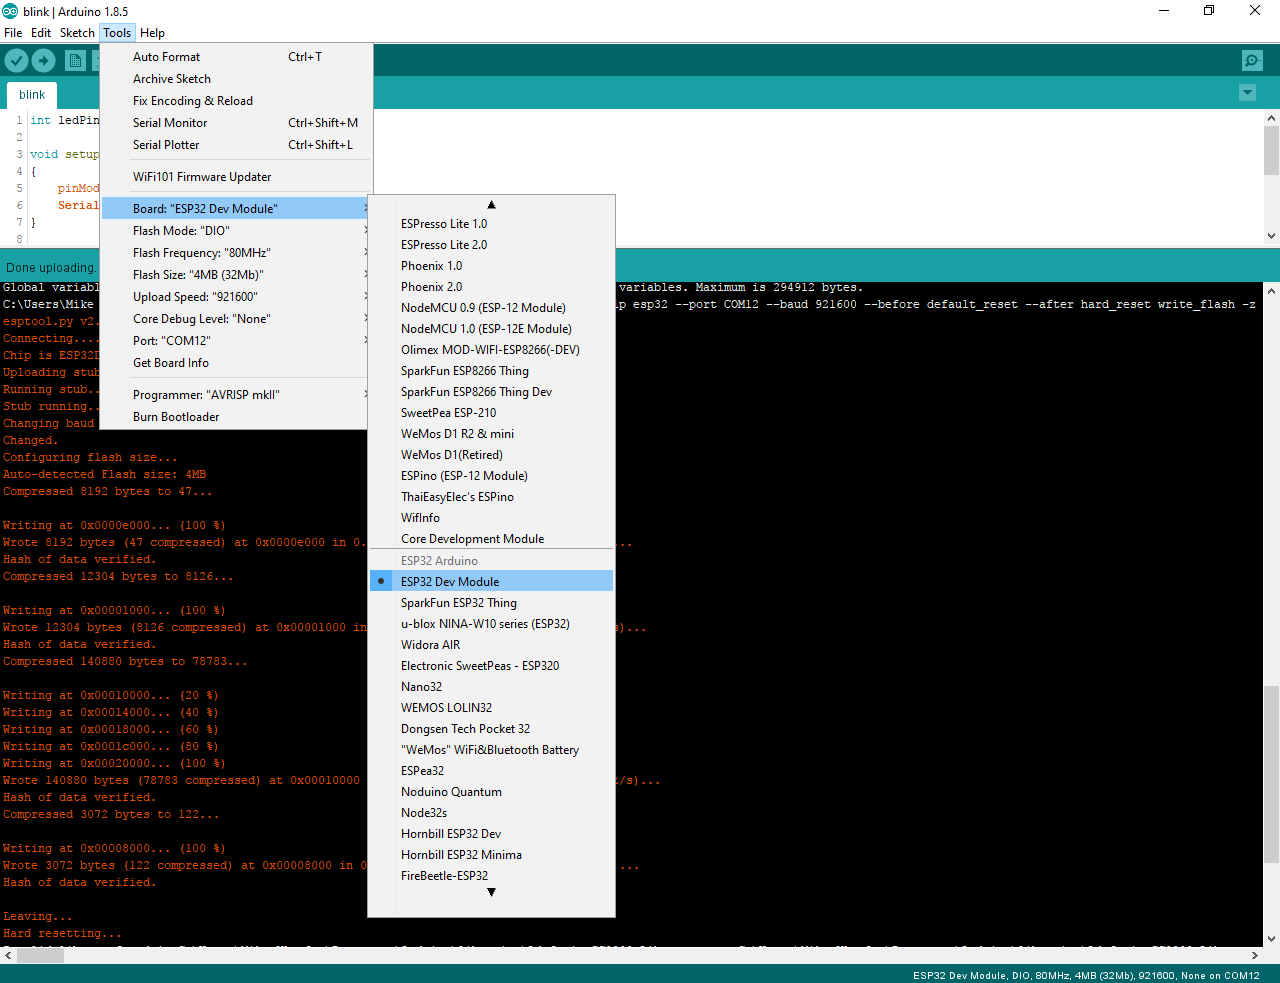 blink | Arduino 1.8.5
File Edit Sketch Tools Help
blink
1 int ledPin
2
3 void setup
4 {
5 pinMod
6 Serial
7 }
8
Auto Format Ctrl+T
Archive Sketch
Fix Encoding & Reload
Serial Monitor Ctrl+Shift+M
Serial Plotter Ctrl+Shift+L
WiFi101 Firmware Updater
Board: "ESP32 Dev Module"
Flash Mode: "DIO"
Flash Frequency: "80MHz"
Flash Size: "4MB (32Mb)"
Upload Speed: "921600"
Core Debug Level: "None"
Port: "COM12"
Get Board Info
Programmer: "AVRISP mkII"
Burn Bootloader
ESPresso Lite 1.0
ESPresso Lite 2.0
Phoenix 1.0
Phoenix 2.0
NodeMCU 0.9 (ESP-12 Module)
NodeMCU 1.0 (ESP-12E Module)
Olimex MOD-WIFI-ESP8266(-DEV)
SparkFun ESP8266 Thing
SparkFun ESP8266 Thing Dev
SweetPea ESP-210
WeMos D1 R2 & mini
WeMos D1(Retired)
ESPino (ESP-12 Module)
ThaiEasyElec's ESPino
WifInfo
Core Development Module
ESP32 Arduino
ESP32 Dev Module
SparkFun ESP32 Thing
u-blox NINA-W10 series (ESP32)
Widora AIR
Electronic SweetPeas - ESP320
Nano32
WEMOS LOLIN32
Dongsen Tech Pocket 32
"WeMos" WiFi&Bluetooth Battery
ESPea32
Noduino Quantum
Node32s
Hornbill ESP32 Dev
Hornbill ESP32 Minima
FireBeetle-ESP32
Done uploading.
Global variabl variables. Maximum is 294912 bytes.
C:\Users\Mike p esp32 --port COM12 --baud 921600 --before default_reset --after hard_reset write_flash -z
esptool.py v2.
Connecting....
Chip is ESP32D
Uploading stub
Running stub..
Stub running..
Changing baud
Changed.
Configuring flash size...
Auto-detected Flash size: 4MB
Compressed 8192 bytes to 47...
Writing at 0x0000e000... (100 %)
Wrote 8192 bytes (47 compressed) at 0x0000e000 in 0. ...
Hash of data verified.
Compressed 12304 bytes to 8126...
Writing at 0x00001000... (100 %)
Wrote 12304 bytes (8126 compressed) at 0x00001000 in s)...
Hash of data verified.
Compressed 140880 bytes to 78783...
Writing at 0x00010000... (20 %)
Writing at 0x00014000... (40 %)
Writing at 0x00018000... (60 %)
Writing at 0x0001c000... (80 %)
Writing at 0x00020000... (100 %)
Wrote 140880 bytes (78783 compressed) at 0x00010000 t/s)...
Hash of data verified.
Compressed 3072 bytes to 122...
Writing at 0x00008000... (100 %)
Wrote 3072 bytes (122 compressed) at 0x00008000 in 0 ...
Hash of data verified.
Leaving...
Hard resetting...
ESP32 Dev Module, DIO, 80MHz, 4MB (32Mb), 921600, None on COM12